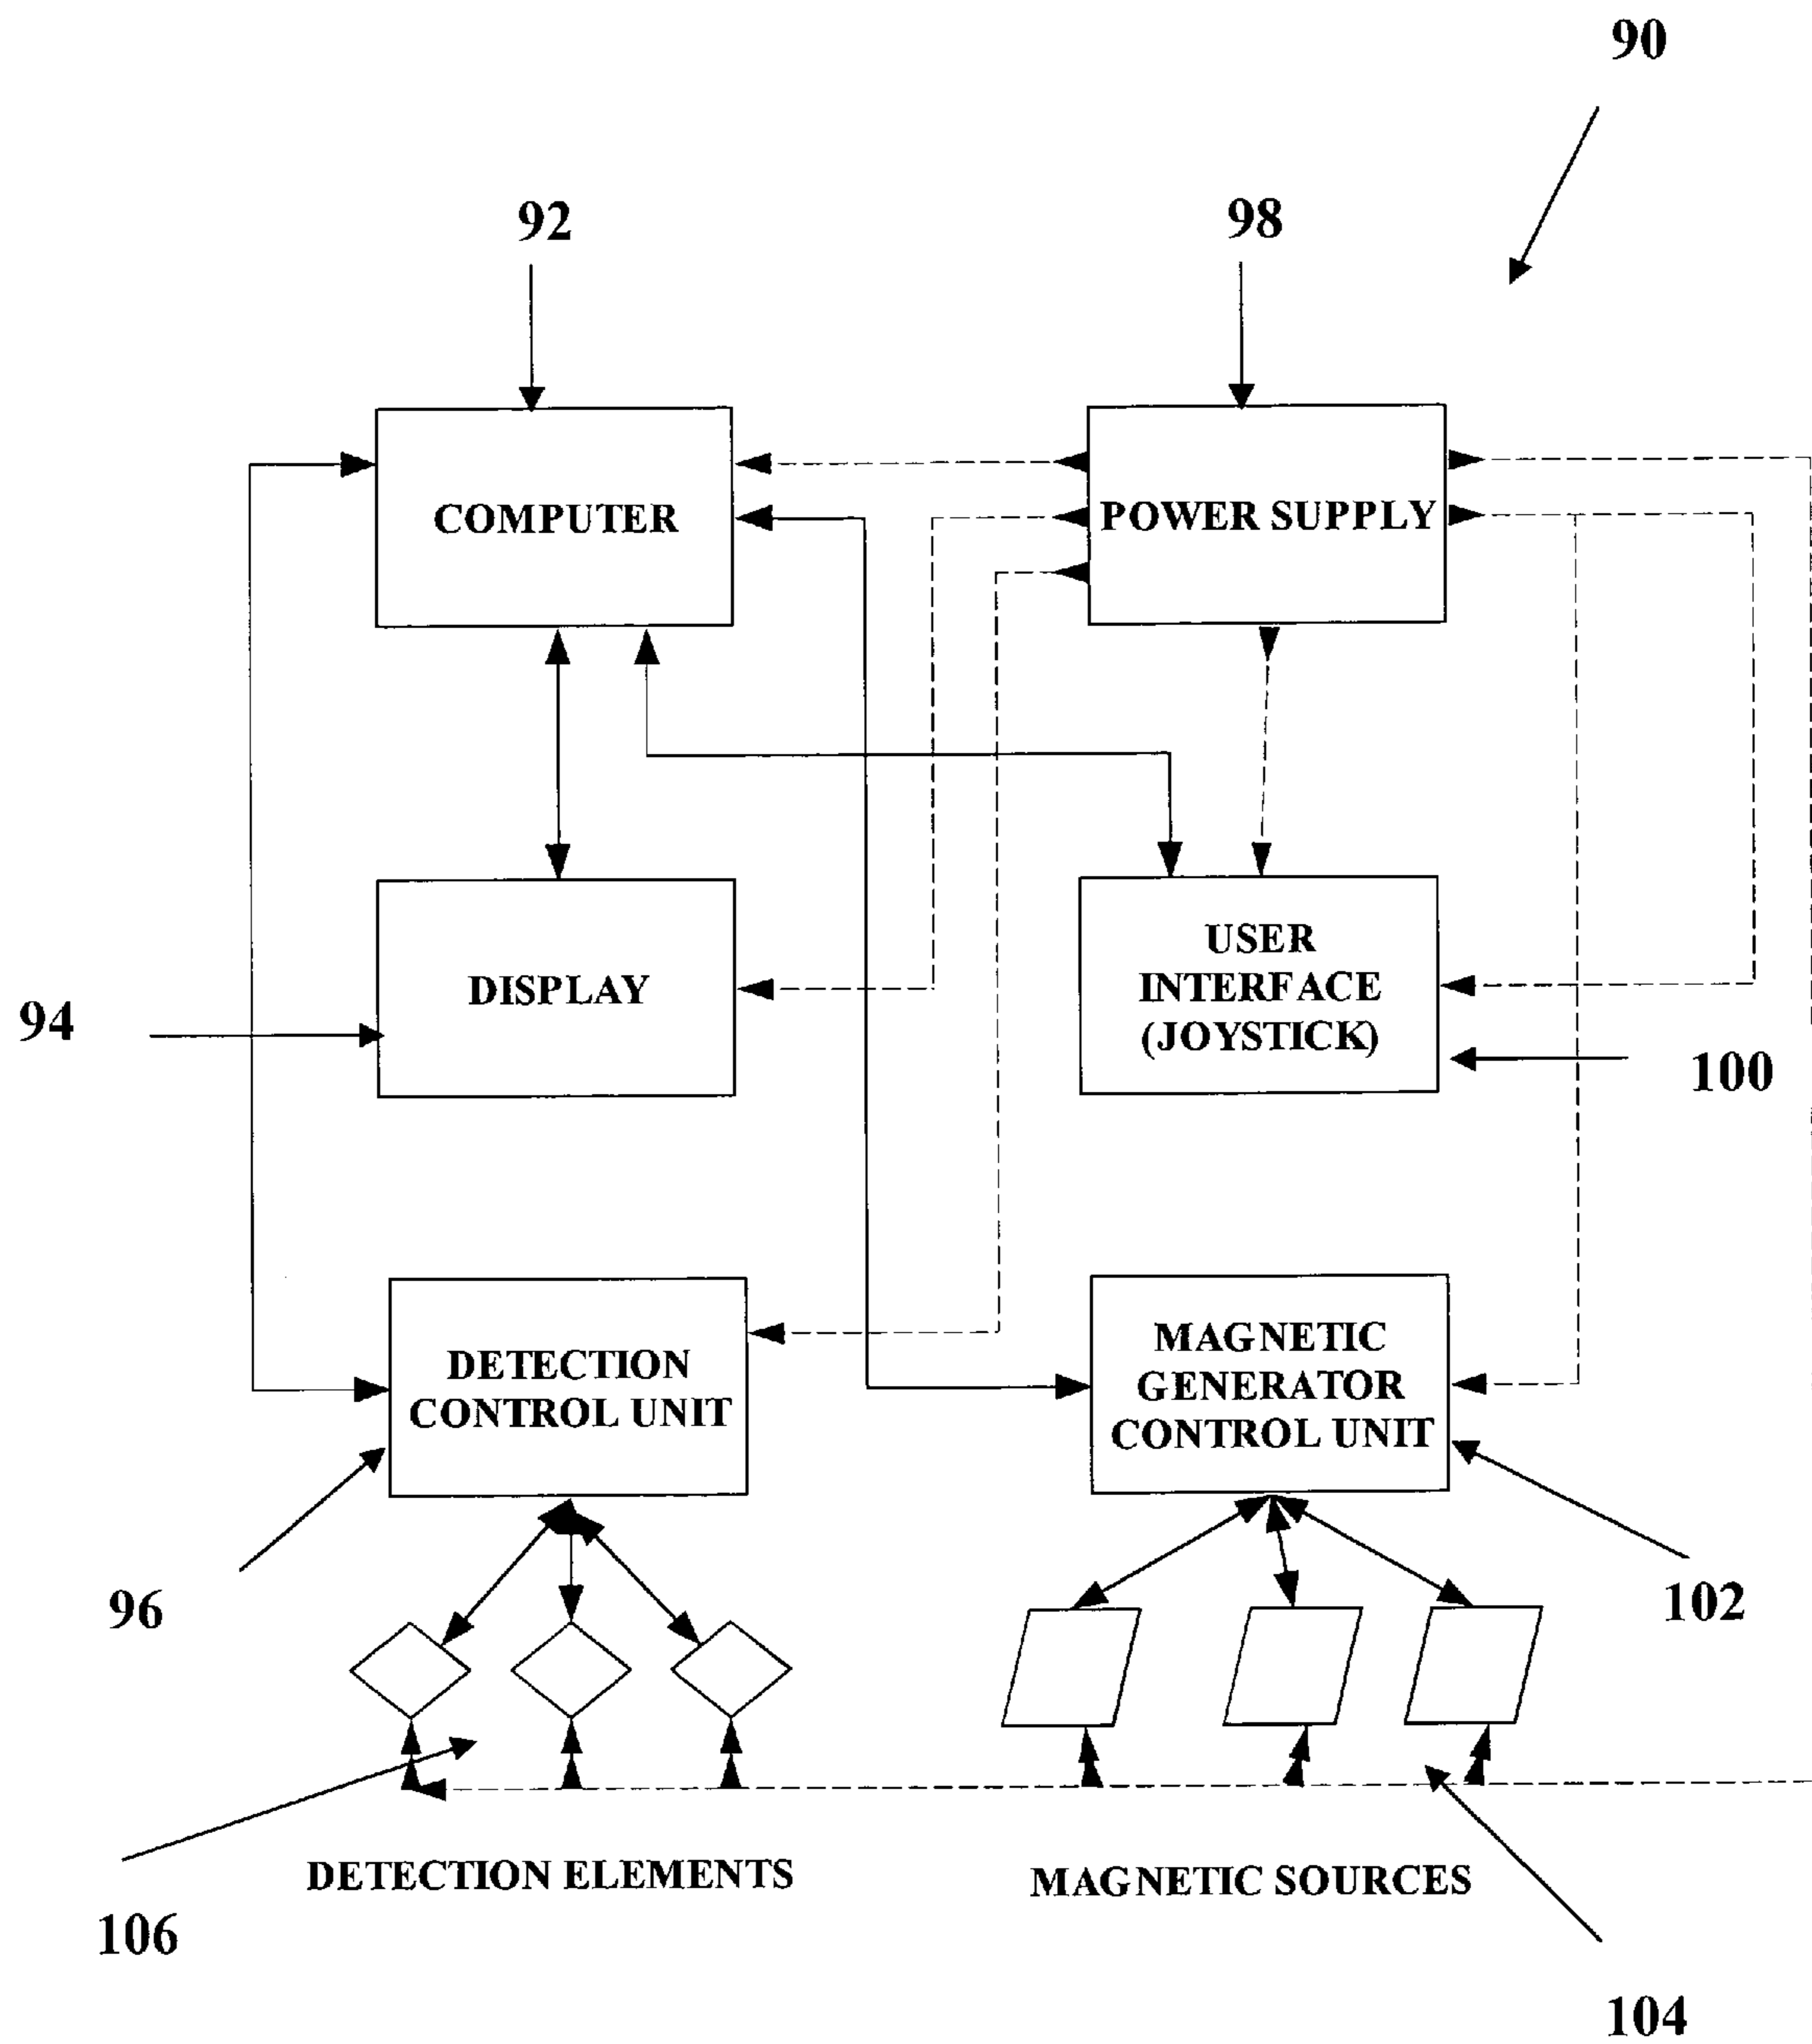 90
92
98
COMPUTER
POWER SUPPLY
DISPLAY
USER
INTERFACE
(JOYSTICK)
94
100
DETECTION
CONTROL UNIT
MAGNETIC
GENERATOR
CONTROL UNIT
96
102
DETECTION ELEMENTS
MAGNETIC SOURCES
106
104